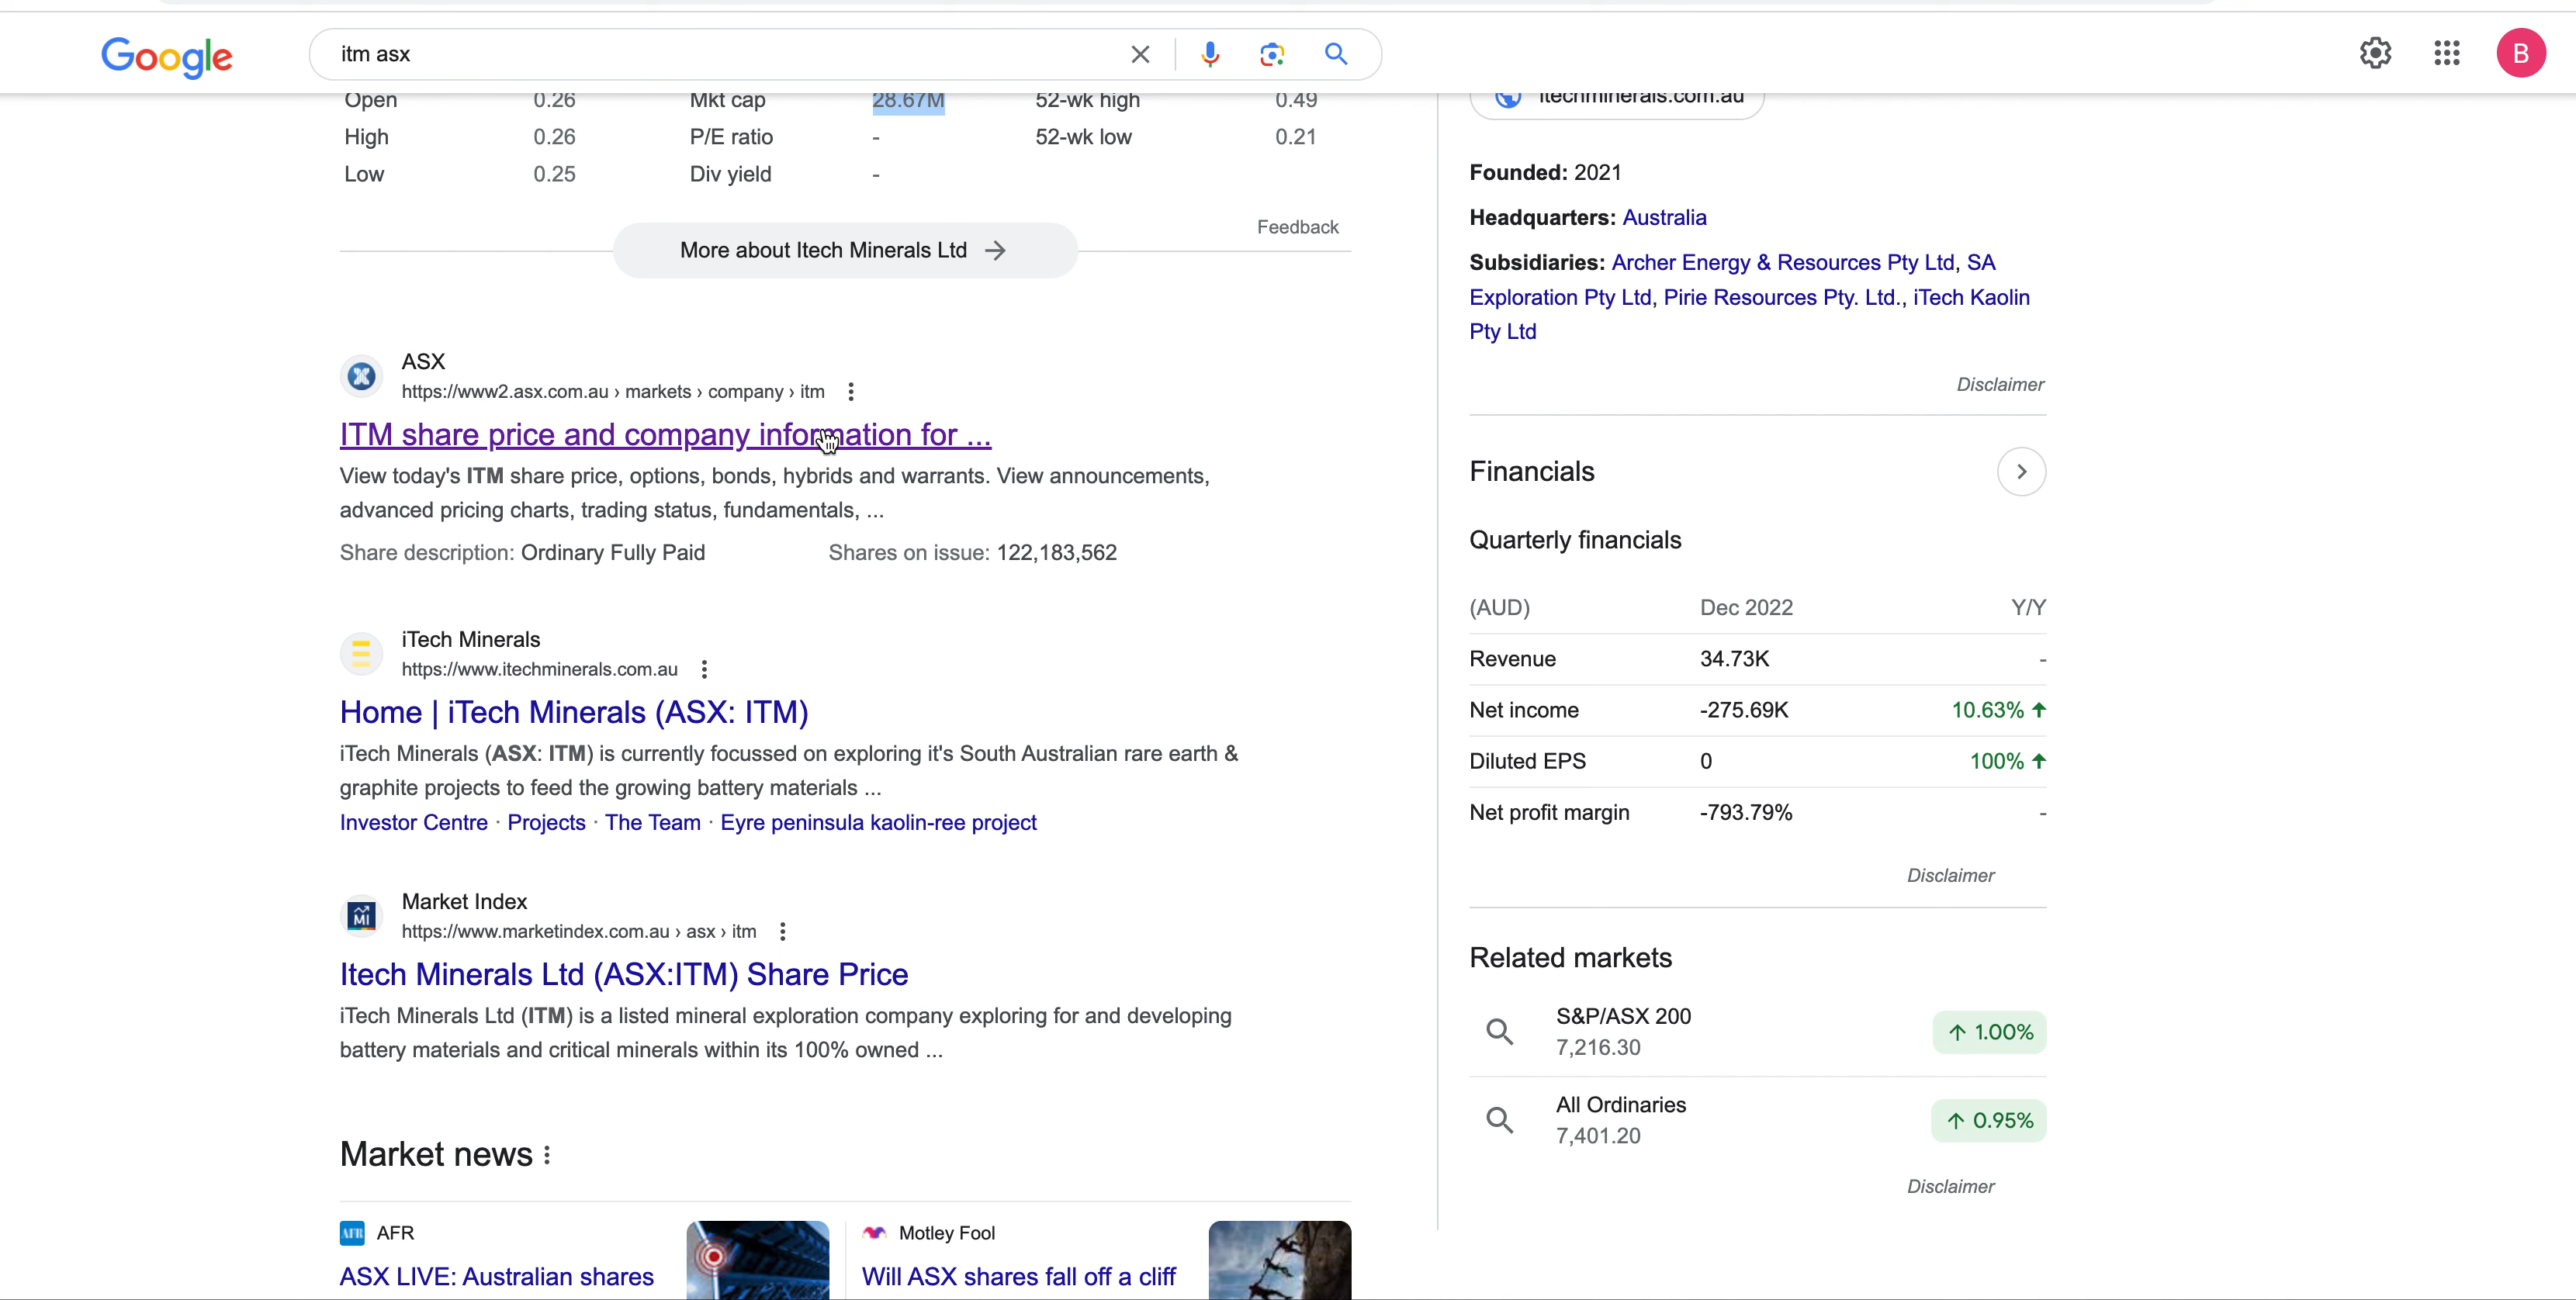 Google
itm asx
B
Open 0.26 Mkt cap 28.67M 52-wk high 0.49
High 0.26 P/E ratio - 52-wk low 0.21
Low 0.25 Div yield -
Feedback
More about Itech Minerals Ltd
ASX
https://www2.asx.com.au › markets › company › itm
ITM share price and company information for ...
View today's ITM share price, options, bonds, hybrids and warrants. View announcements,
advanced pricing charts, trading status, fundamentals, ...
Share description: Ordinary Fully Paid Shares on issue: 122,183,562
iTech Minerals
https://www.itechminerals.com.au
Home | iTech Minerals (ASX: ITM)
iTech Minerals (ASX: ITM) is currently focussed on exploring it's South Australian rare earth &
graphite projects to feed the growing battery materials ...
Investor Centre · Projects · The Team · Eyre peninsula kaolin-ree project
MI
Market Index
https://www.marketindex.com.au › asx › itm
Itech Minerals Ltd (ASX:ITM) Share Price
iTech Minerals Ltd (ITM) is a listed mineral exploration company exploring for and developing
battery materials and critical minerals within its 100% owned ...
Market news
AFR AFR
ASX LIVE: Australian shares
Motley Fool
Will ASX shares fall off a cliff
itechminerals.com.au
Founded: 2021
Headquarters: Australia
Subsidiaries: Archer Energy & Resources Pty Ltd, SA
Exploration Pty Ltd, Pirie Resources Pty. Ltd., iTech Kaolin
Pty Ltd
Disclaimer
Financials
Quarterly financials
(AUD) Dec 2022 Y/Y
Revenue 34.73K -
Net income -275.69K 10.63%
Diluted EPS 0 100%
Net profit margin -793.79% -
Disclaimer
Related markets
S&P/ASX 200
7,216.30
1.00%
All Ordinaries
7,401.20
0.95%
Disclaimer